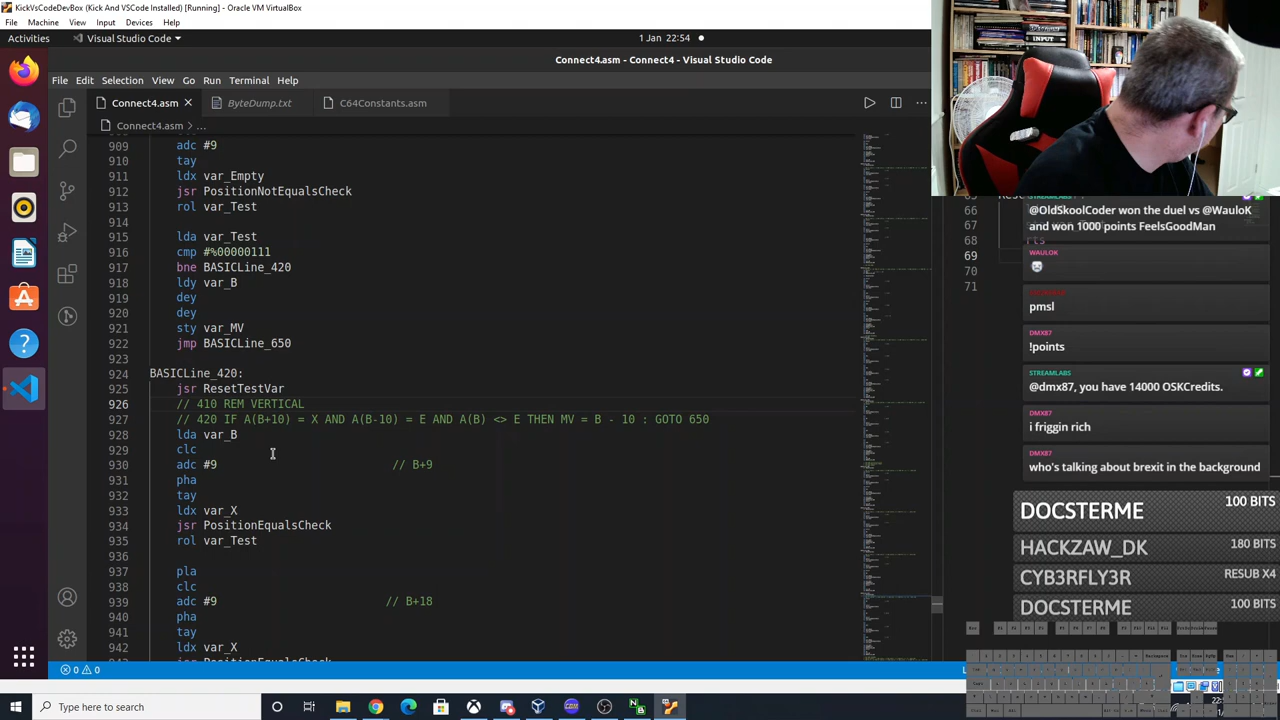 KickVsCodeDevBox (Kick And VSCode Installed) [Running] - Oracle VM VirtualBox
File Machine View Input Devices Help
Activities Visual Studio Code 1 Jan 22:54
Connect4.asm - Connect4 - Visual Studio Code
File Edit Selection View Go Run Terminal Help
Connect4.asm ByteDump.txt C64Constants.asm
Connect4.asm > ...
909 adc #9
910 tay
911 ldx var_Empty
912 jsr PositionNotEqualsCheck
913 rol var_Test
914
915 lda var_Test
916 cmp #%00000111
917 bne BASICLine_420
918 ldy var_B
919 dey
920 dey
921 sty var_MV
922 jmp BASICLine_650
923
924 BASICLine_420:
925 jsr ResetTestVar
926 // 410 REM VERTICAL
927 // 420 IF A(B+10) = X AND A(B-10) = E AND A(B) <> E THEN MV = B - 10 : GOTO 650
928 lda var_B
929 clc
930 adc #9 // B+9
931 pha
932 tay
933 ldx var_X
934 jsr PositionEqualsCheck
935 rol var_Test
936
937 pla
938 clc
939 adc #9 // B+18
940 pha
941 tay
942 ldx var_X
66
67
68 rts
69
70
71
STREAMLABS
@OldSkoolCoder won the duel vs @WauloK
and won 1000 points FeelsGoodMan
WAULOK
pmsl
DMX87
!points
STREAMLABS
@dmx87, you have 14000 OSKCredits.
DMX87
i friggin rich
DMX87
who's talking about brexit in the background
DOCSTERME 100 BITS
HACKZAW_DK 180 BITS
CYB3RFLY3R RESUB X4
DOCSTERME 100 BITS
0 0
Type here to search
INPUT